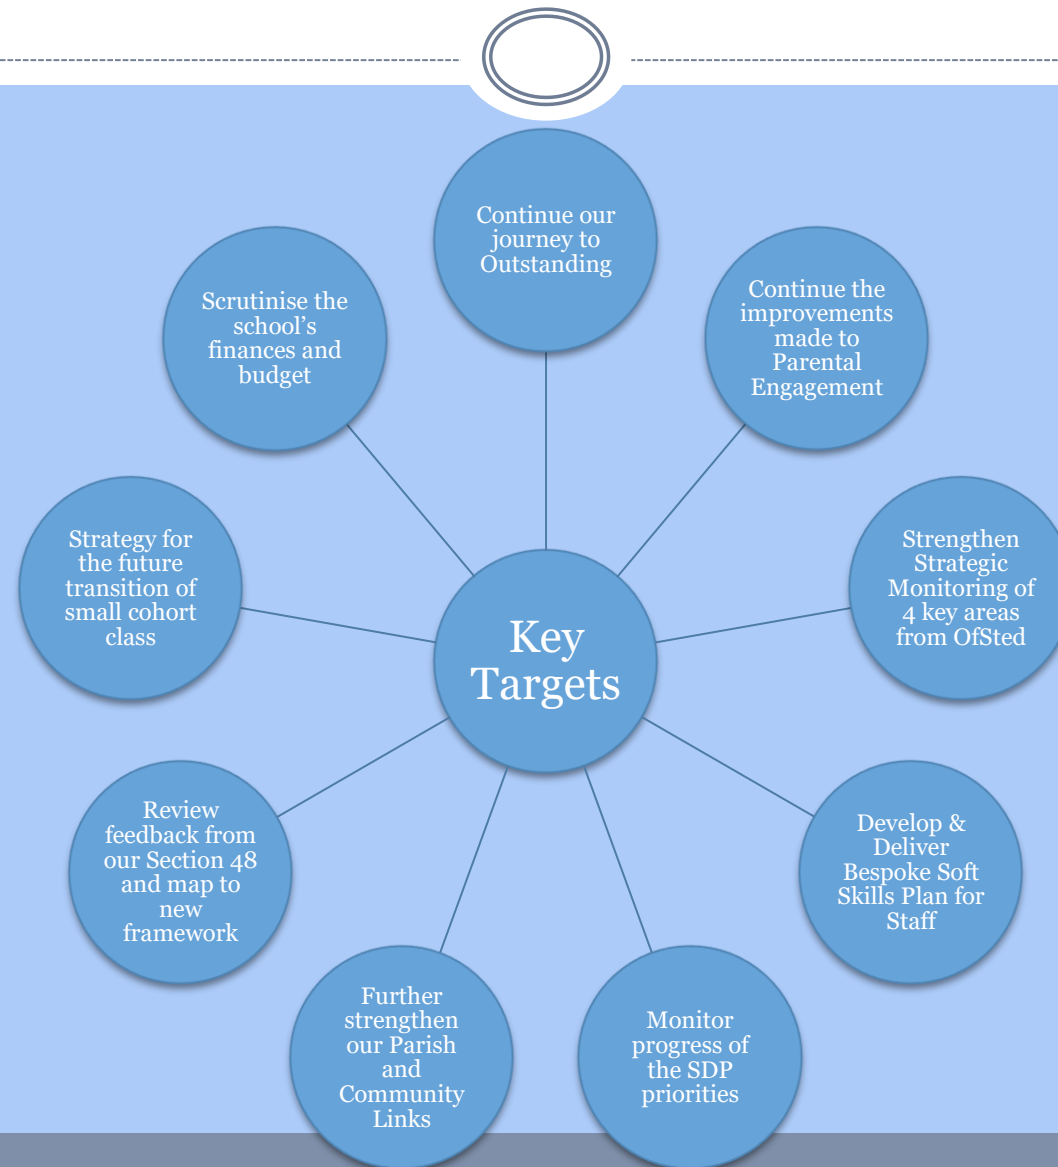 Continue our
journey to
Outstanding
Continue the
improvements
made to
Parental
Engagement
Strengthen
Strategic
Monitoring of
4 key areas
from OfSted
Develop &
Deliver
Bespoke Soft
Skills Plan for
Staff
Monitor
progress of
the SDP
priorities
Further
strengthen
our Parish
and
Community
Links
Review
feedback from
our Section 48
and map to
new
framework
Strategy for
the future
transition of
small cohort
class
Scrutinise the
school’s
finances and
budget
Key
Targets